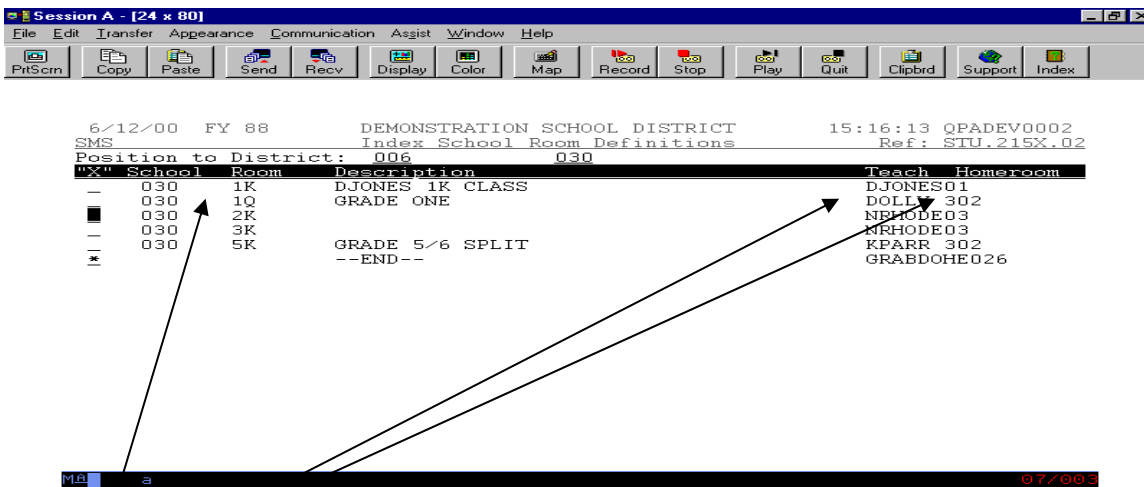 Session A - [24 x 80]
File Edit Transfer Appearance Communication Assist Window Help
PrtScrn Copy Paste Send Recv Display Color Map Record Stop Play Quit Clipbrd Support Index
6/12/00 FY 88 DEMONSTRATION SCHOOL DISTRICT 15:16:13 QPADEV0002
SMS Index School Room Definitions Ref: STU.215X.02
Position to District: 006 030
"X" School Room Description Teach Homeroom
_ 030 1K DJONES 1K CLASS DJONES01
_ 030 1Q GRADE ONE 302
030 2K NRHODE03
_ 030 3K NRHODE03
_ 030 5K GRADE 5/6 SPLIT KPARR 302
* --END-- GRABDOHE026
MA a 07/003